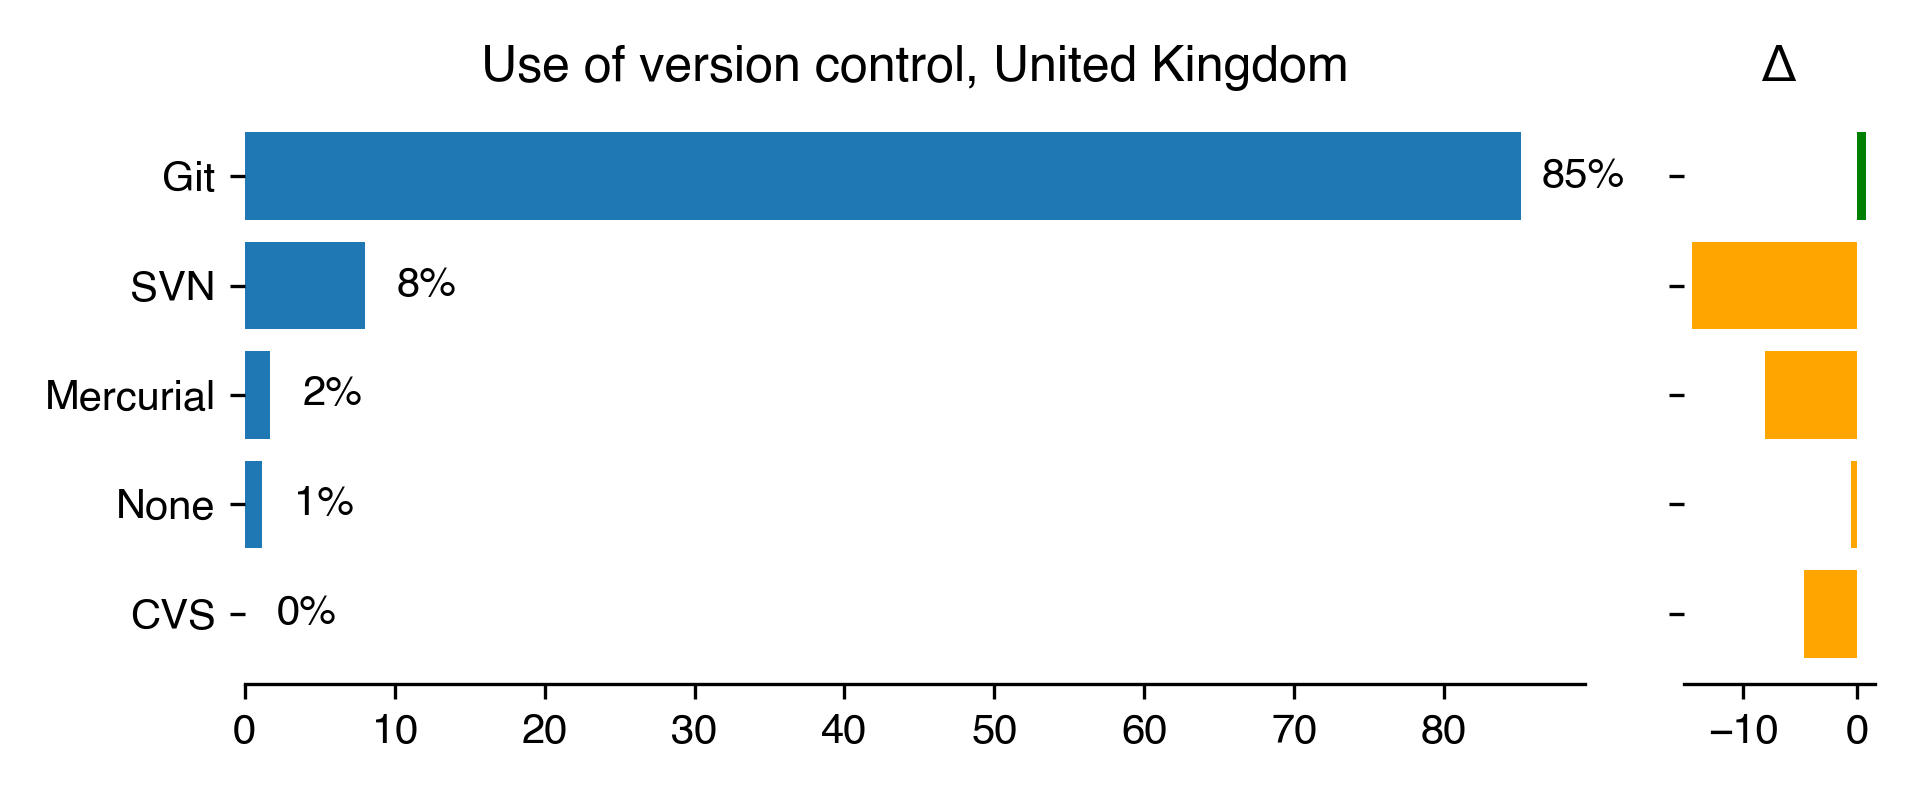 Use of version control, United Kingdom
Δ
Git
85%
SVN
8%
Mercurial
2%
None
1%
CVS
0%
0 10 20 30 40 50 60 70 80
−10 0